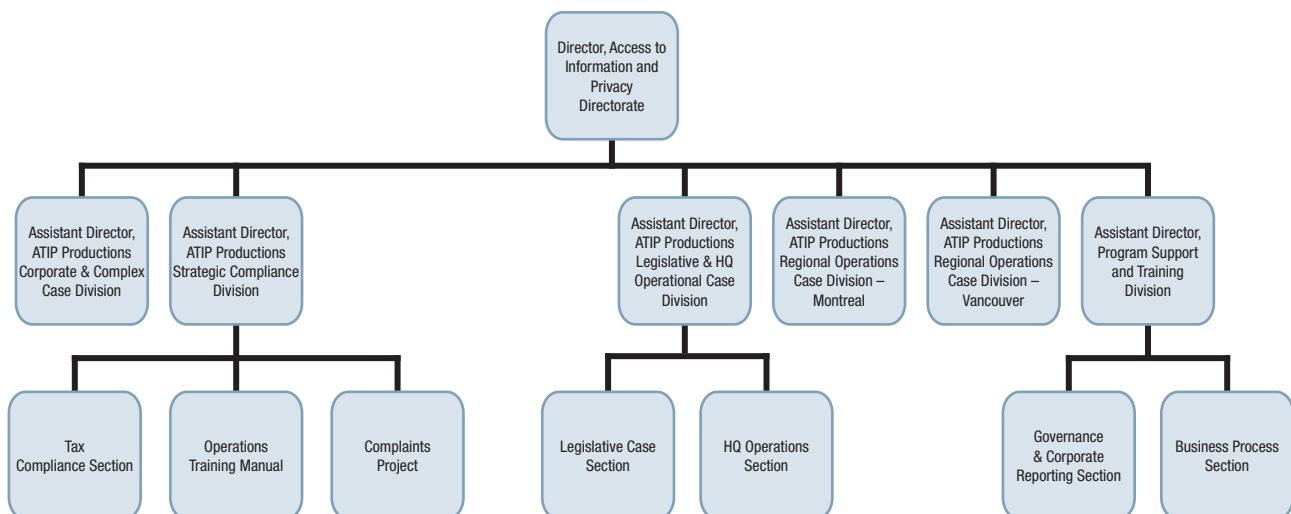 Director, Access to
Information and
Privacy
Directorate
Assistant Director,
ATIP Productions
Corporate & Complex
Case Division
Assistant Director,
ATIP Productions
Strategic Compliance
Division
Assistant Director,
ATIP Productions
Legislative & HQ
Operational Case
Division
Assistant Director,
ATIP Productions
Regional Operations
Case Division –
Montreal
Assistant Director,
ATIP Productions
Regional Operations
Case Division –
Vancouver
Assistant Director,
Program Support
and Training
Division
Tax
Compliance Section
Operations
Training Manual
Complaints
Project
Legislative Case
Section
HQ Operations
Section
Governance
& Corporate
Reporting Section
Business Process
Section